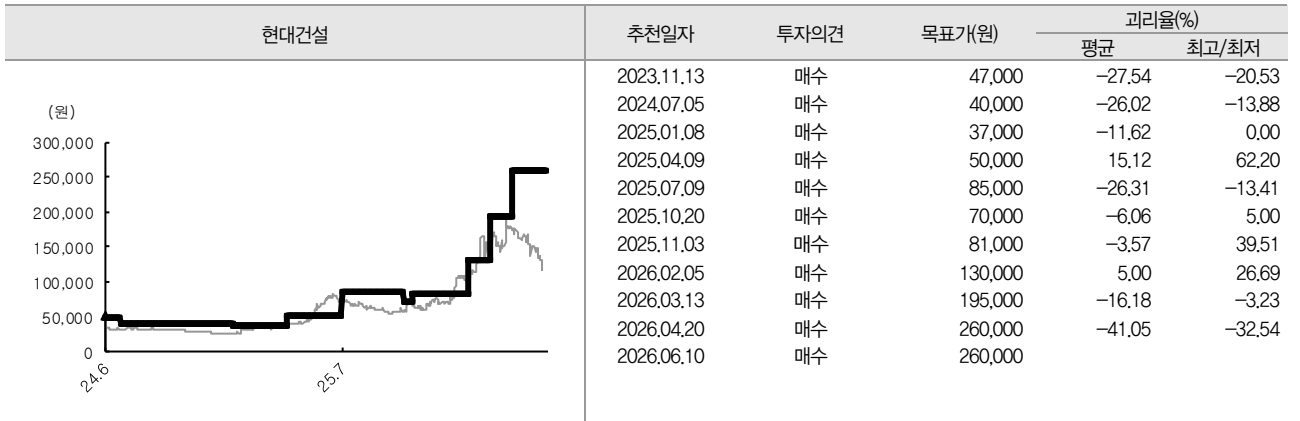 현대건설
추천일자 투자의견 목표가(원) 괴리율(%)
평균 최고/최저
(원)
300,000
250,000
200,000
150,000
100,000
50,000
0
24.6 25.7
2023.11.13 매수 47,000 −27.54 −20.53
2024.07.05 매수 40,000 −26.02 −13.88
2025.01.08 매수 37,000 −11.62 0.00
2025.04.09 매수 50,000 15.12 62.20
2025.07.09 매수 85,000 −26.31 −13.41
2025.10.20 매수 70,000 −6.06 5.00
2025.11.03 매수 81,000 −3.57 39.51
2026.02.05 매수 130,000 5.00 26.69
2026.03.13 매수 195,000 −16.18 −3.23
2026.04.20 매수 260,000 −41.05 −32.54
2026.06.10 매수 260,000